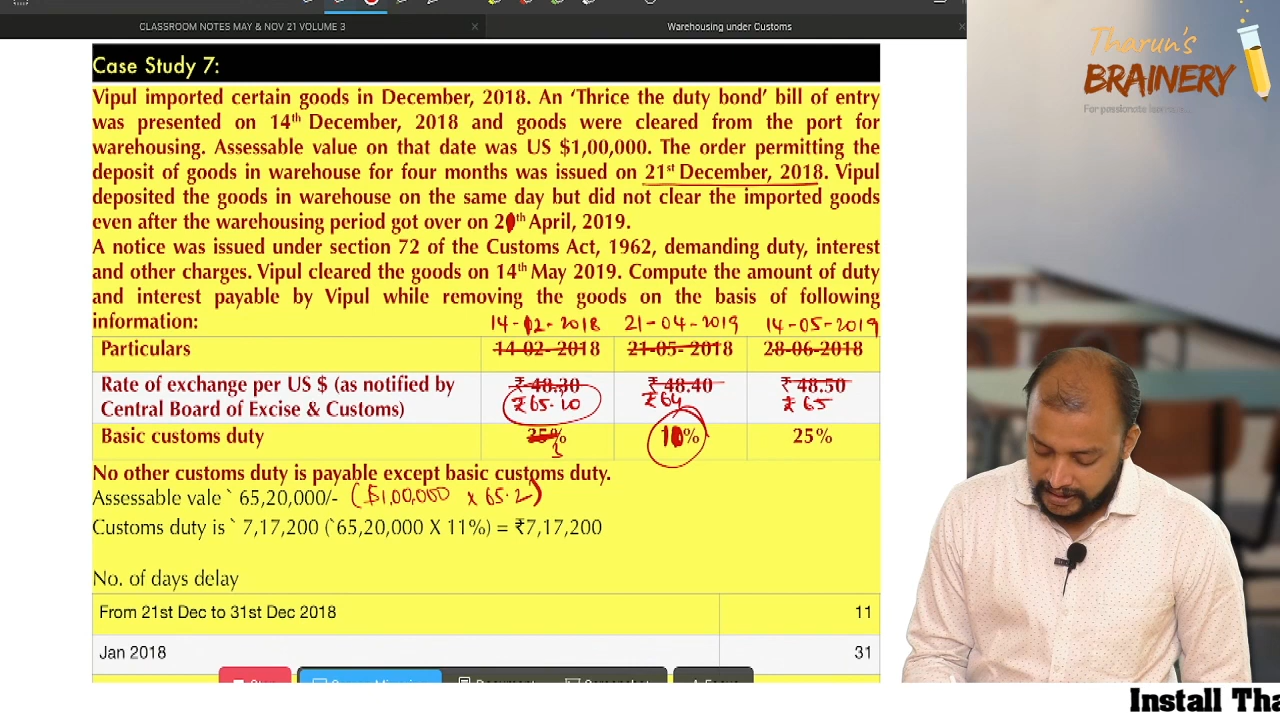 CLASSROOM NOTES MAY & NOV 21 VOLUME 3
Warehousing under Customs
Tharun's
BRAINERY
For passionate learners...
Case Study 7:
Vipul imported certain goods in December, 2018. An 'Thrice the duty bond' bill of entry
was presented on 14th December, 2018 and goods were cleared from the port for
warehousing. Assessable value on that date was US $1,00,000. The order permitting the
deposit of goods in warehouse for four months was issued on 21st December, 2018. Vipul
deposited the goods in warehouse on the same day but did not clear the imported goods
even after the warehousing period got over on 21th April, 2019.
A notice was issued under section 72 of the Customs Act, 1962, demanding duty, interest
and other charges. Vipul cleared the goods on 14th May 2019. Compute the amount of duty
and interest payable by Vipul while removing the goods on the basis of following
information:
14-02-2018 21-04-2019 14-05-2019
Particulars 14-02-2018 21-05-2018 28-06-2018
Rate of exchange per US $ (as notified by ₹ 48.30 ₹ 48.40 ₹ 48.50
Central Board of Excise & Customs) ₹65.20 ₹64 ₹65
Basic customs duty 35% 10% 25%
3
No other customs duty is payable except basic customs duty.
Assessable vale ` 65,20,000/- ($1,00,000 x 65.2)
Customs duty is ` 7,17,200 (`65,20,000 X 11%) = ₹7,17,200
No. of days delay
From 21st Dec to 31st Dec 2018 11
Jan 2018 31
Install Tha